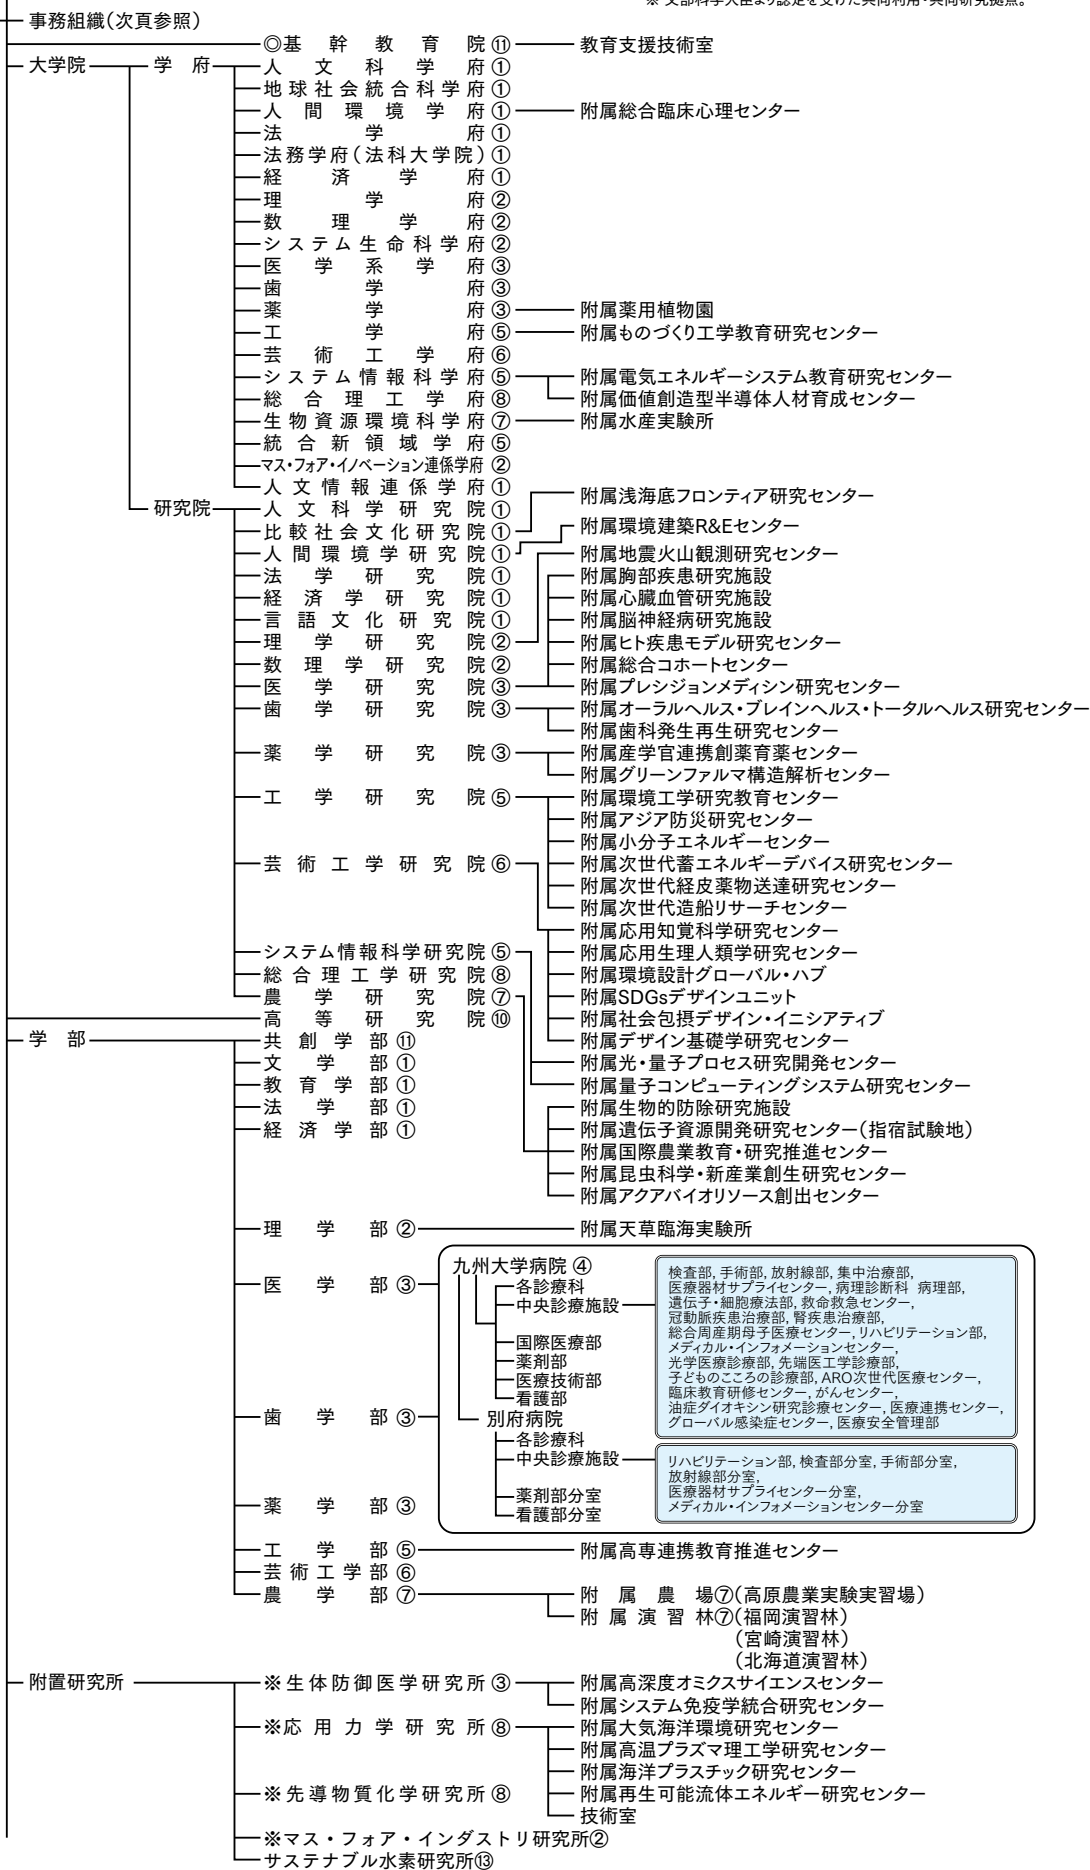 ※ 文部科学大臣より認定を受けた共同利用・共同研究拠点。
事務組織(次頁参照)
◎基幹教育院⑪ 教育支援技術室
大学院 学府 人文科学府①
地球社会統合科学府①
人間環境学府① 附属総合臨床心理センター
法学府①
法務学府(法科大学院)①
経済学府①
理学府②
数理学府②
システム生命科学府②
医学系学府③
歯学府③
薬学府③ 附属薬用植物園
工学府⑤ 附属ものづくり工学教育研究センター
芸術工学府⑥
システム情報科学府⑤ 附属電気エネルギーシステム教育研究センター
総合理工学府⑧ 附属価値創造型半導体人材育成センター
生物資源環境科学府⑦ 附属水産実験所
統合新領域学府⑤
マス・フォア・イノベーション連係学府②
人文情報連係学府①
附属浅海底フロンティア研究センター
研究院 人文科学研究院①
附属環境建築R&Eセンター
比較社会文化研究院①
人間環境学研究院① 附属地震火山観測研究センター
法学研究院① 附属胸部疾患研究施設
経済学研究院① 附属心臓血管研究施設
言語文化研究院① 附属脳神経病研究施設
理学研究院② 附属ヒト疾患モデル研究センター
数理学研究院② 附属総合コホートセンター
医学研究院③ 附属プレシジョンメディシン研究センター
歯学研究院③ 附属オーラルヘルス・ブレインヘルス・トータルヘルス研究センター
附属歯科発生再生研究センター
薬学研究院③ 附属産学官連携創薬育薬センター
附属グリーンファルマ構造解析センター
工学研究院⑤ 附属環境工学研究教育センター
附属アジア防災研究センター
附属小分子エネルギーセンター
芸術工学研究院⑥ 附属次世代蓄エネルギーデバイス研究センター
附属次世代経皮薬物送達研究センター
附属次世代造船リサーチセンター
附属応用知覚科学研究センター
システム情報科学研究院⑤ 附属応用生理人類学研究センター
総合理工学研究院⑧ 附属環境設計グローバル・ハブ
農学研究院⑦ 附属SDGsデザインユニット
高等研究院⑩ 附属社会包摂デザイン・イニシアティブ
学部 共創学部⑪ 附属デザイン基礎学研究センター
文学部① 附属光・量子プロセス研究開発センター
教育学部① 附属量子コンピューティングシステム研究センター
法学部① 附属生物的防除研究施設
経済学部① 附属遺伝子資源開発研究センター(指宿試験地)
附属国際農業教育・研究推進センター
附属昆虫科学・新産業創生研究センター
附属アクアバイオリソース創出センター
理学部② 附属天草臨海実験所
医学部③
九州大学病院④
各診療科
中央診療施設
国際医療部
薬剤部
医療技術部
看護部
検査部, 手術部, 放射線部, 集中治療部,
医療器材サプライセンター, 病理診断科 病理部,
遺伝子・細胞療法部, 救命救急センター,
冠動脈疾患治療部, 腎疾患治療部,
総合周産期母子医療センター, リハビリテーション部,
メディカル・インフォメーションセンター,
光学医療診療部, 先端医工学診療部,
子どものこころの診療部, ARO次世代医療センター,
臨床教育研修センター, がんセンター,
油症ダイオキシン研究診療センター, 医療連携センター,
グローバル感染症センター, 医療安全管理部
歯学部③
別府病院
各診療科
中央診療施設
薬剤部分室
看護部分室
リハビリテーション部, 検査部分室, 手術部分室,
放射線部分室,
医療器材サプライセンター分室,
メディカル・インフォメーションセンター分室
薬学部③
工学部⑤ 附属高専連携教育推進センター
芸術工学部⑥
農学部⑦ 附属農場⑦(高原農業実験実習場)
附属演習林⑦(福岡演習林)
(宮崎演習林)
(北海道演習林)
附置研究所 ※生体防御医学研究所③ 附属高深度オミクスサイエンスセンター
附属システム免疫学統合研究センター
※応用力学研究所⑧ 附属大気海洋環境研究センター
附属高温プラズマ理工学研究センター
附属海洋プラスチック研究センター
※先導物質化学研究所⑧ 附属再生可能流体エネルギー研究センター
技術室
※マス・フォア・インダストリ研究所②
サステナブル水素研究所⑬